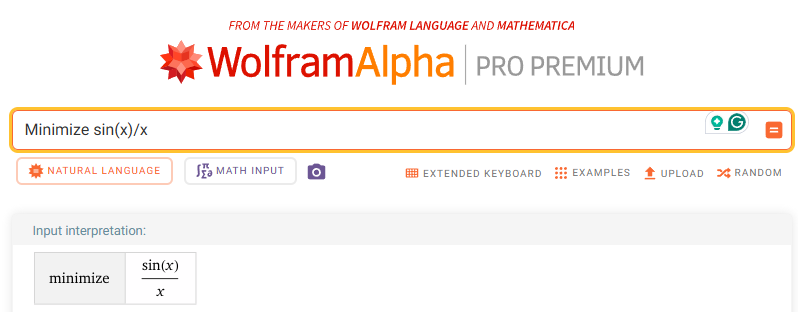 FROM THE MAKERS OF WOLFRAM LANGUAGE AND MATHEMATICA
WolframAlpha PRO PREMIUM
Minimize sin(x)/x
NATURAL LANGUAGE MATH INPUT EXTENDED KEYBOARD EXAMPLES UPLOAD RANDOM
Input interpretation:
minimize sin(x)/x